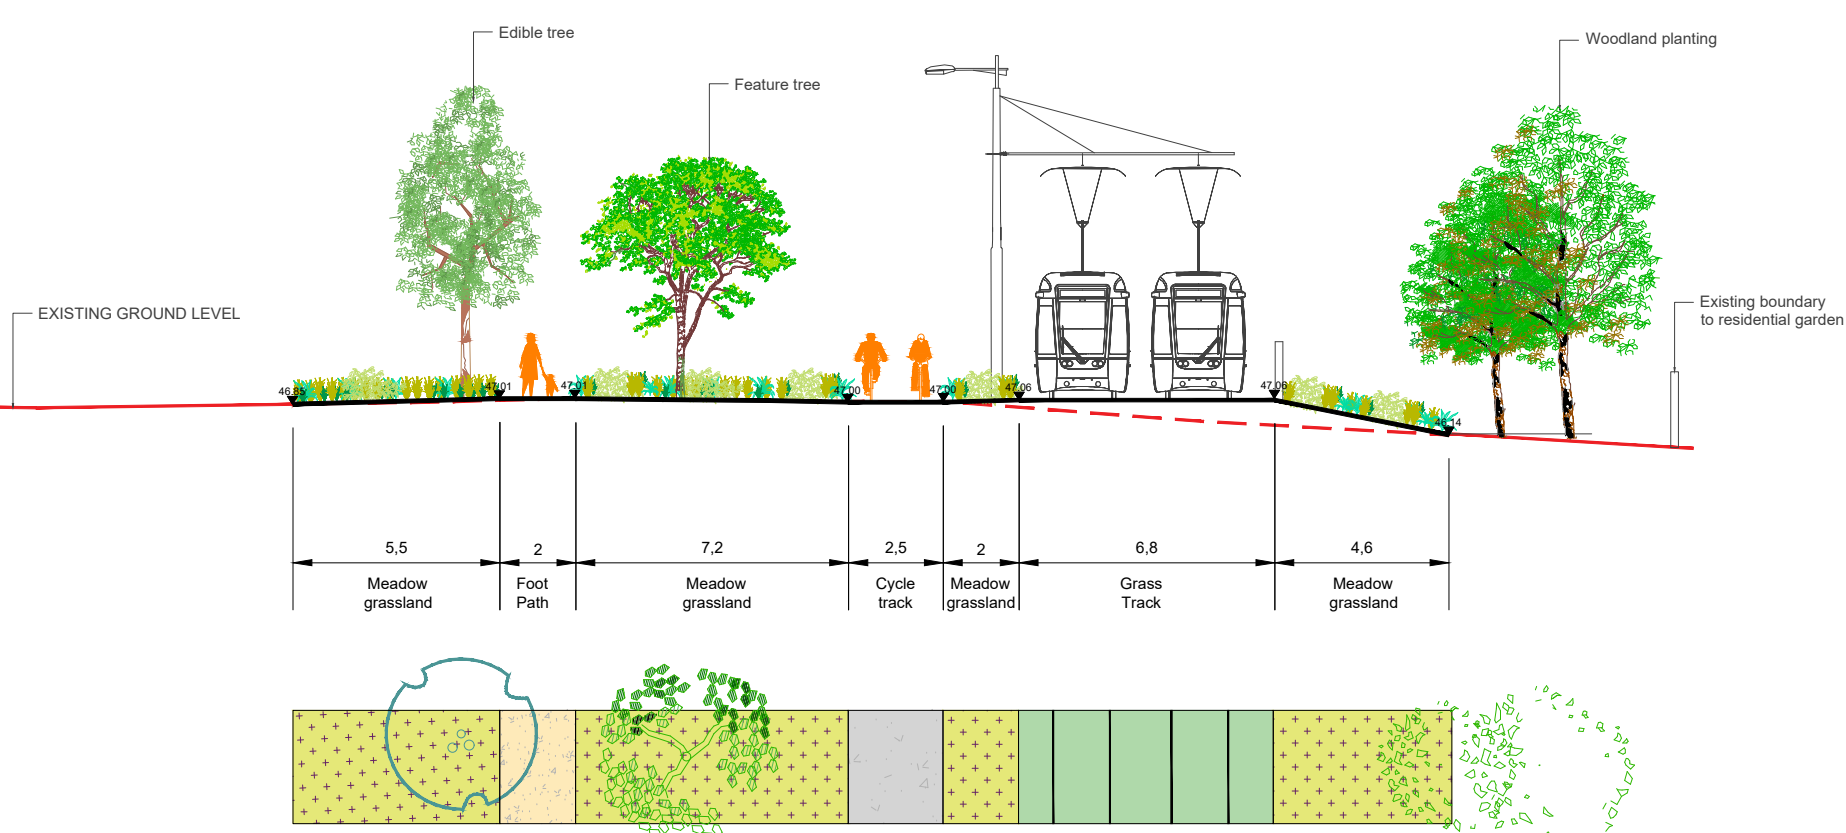 Edible tree
Woodland planting
Feature tree
Existing boundary
to residential garden
EXISTING GROUND LEVEL
46.85
47.01
47.01
47.00
47.00
47.06
47.06
46.14
5,5
2
7,2
2,5
2
6,8
4,6
Meadow
grassland
Foot
Path
Meadow
grassland
Cycle
track
Meadow
grassland
Grass
Track
Meadow
grassland